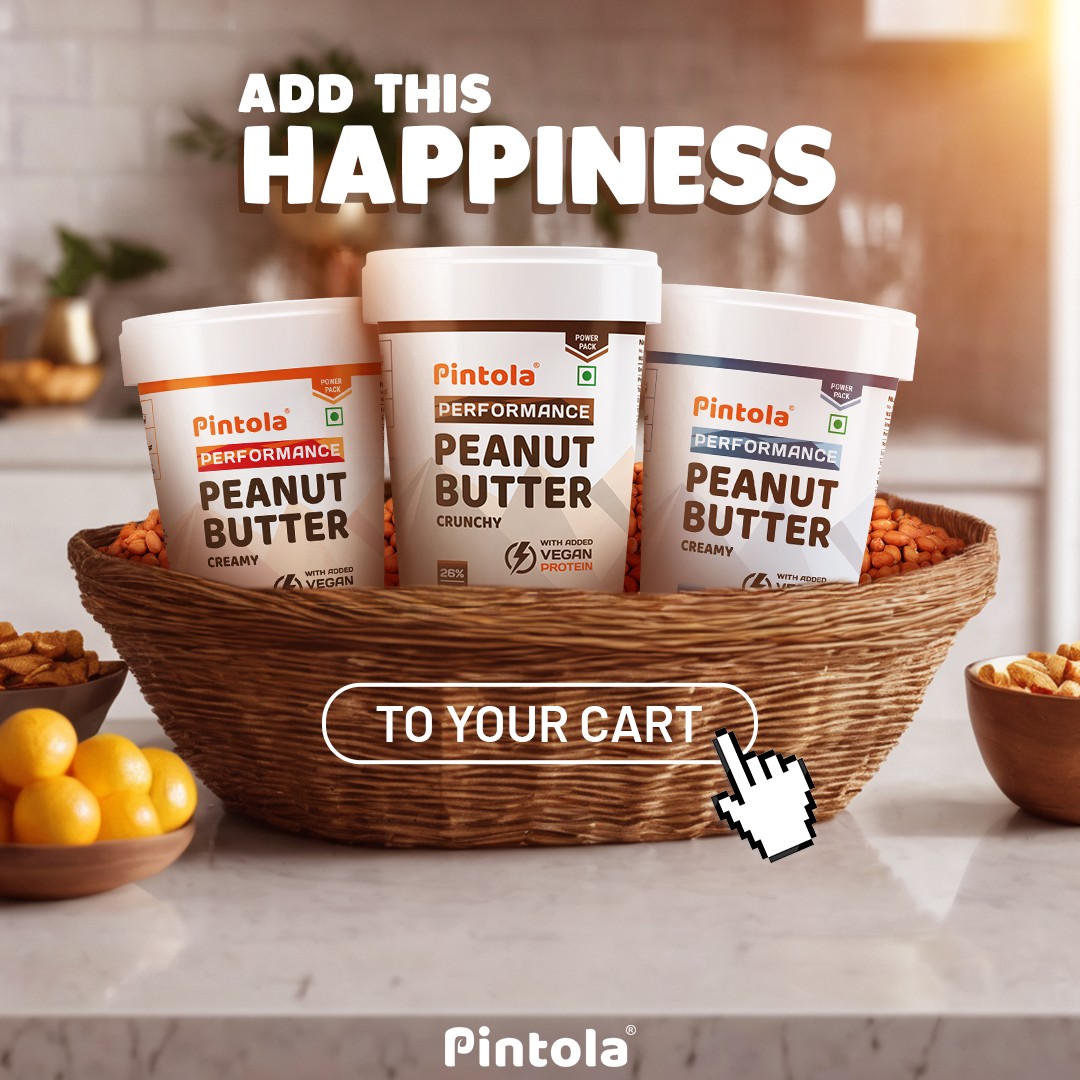 ADD THIS
HAPPINESS
POWER
PACK
Pintola®
PERFORMANCE
PEANUT
BUTTER
CREAMY
WITH ADDED
VEGAN
POWER
PACK
Pintola®
PERFORMANCE
PEANUT
BUTTER
CRUNCHY
26%
WITH ADDED
VEGAN
PROTEIN
POWER
PACK
Pintola®
PERFORMANCE
PEANUT
BUTTER
CREAMY
WITH ADDED
TO YOUR CART
Pintola®